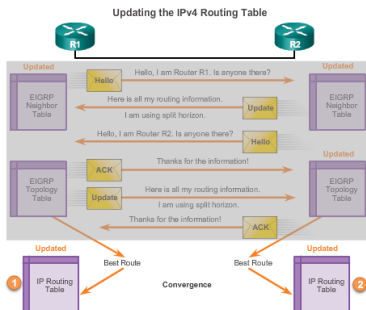 Updating the IPv4 Routing Table
R1
R2
Updated
Updated
Hello
Hello, I am Router R1. Is anyone there?
EIGRP
Neighbor
Table
EIGRP
Neighbor
Table
Here is all my routing information.
I am using split horizon.
Update
Hello, I am Router R2. Is anyone there?
Hello
Updated
ACK
Thanks for the information!
EIGRP
Topology
Table
EIGRP
Topology
Table
Update
Here is all my routing information.
I am using split horizon.
Thanks for the information!
ACK
Updated
Updated
Best Route
Best Route
1
IP Routing
Table
Convergence
IP Routing
Table
2